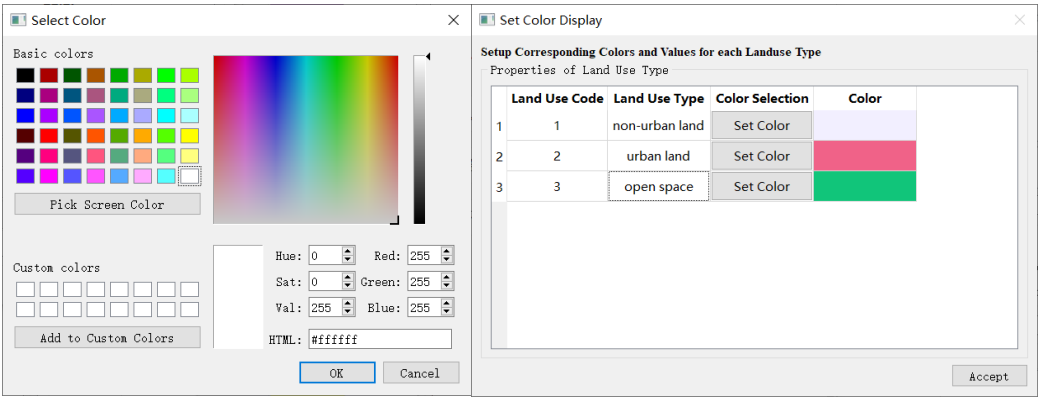 Select Color
Basic colors
Pick Screen Color
Custom colors
Add to Custom Colors
Hue: 0 Red: 255
Sat: 0 Green: 255
Val: 255 Blue: 255
HTML: #ffffff
OK Cancel
Set Color Display
Setup Corresponding Colors and Values for each Landuse Type
Properties of Land Use Type
Land Use Code Land Use Type Color Selection Color
1 1 non-urban land Set Color
2 2 urban land Set Color
3 3 open space Set Color
Accept